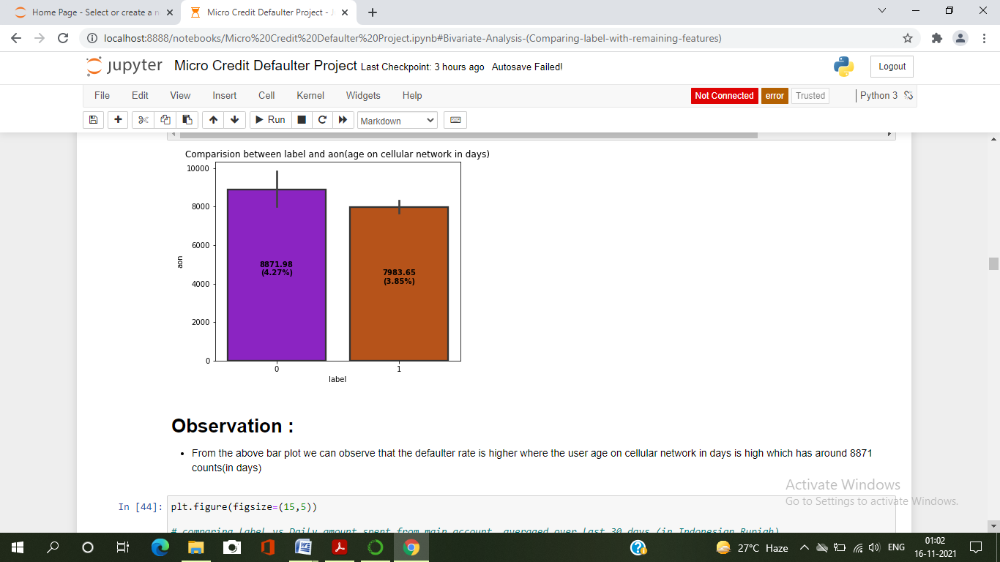 Home Page - Select or create a n
Micro Credit Defaulter Project - J
localhost:8888/notebooks/Micro%20Credit%20Defaulter%20Project.ipynb#Bivariate-Analysis-(Comparing-label-with-remaining-features)
jupyter Micro Credit Defaulter Project Last Checkpoint: 3 hours ago Autosave Failed! Logout
File Edit View Insert Cell Kernel Widgets Help Not Connected error Trusted Python 3
Run Markdown
Comparision between label and aon(age on cellular network in days)
10000
8000
6000
4000
2000
0
aon
8871.98
(4.27%)
7983.65
(3.85%)
0 1
label
Observation :
• From the above bar plot we can observe that the defaulter rate is higher where the user age on cellular network in days is high which has around 8871
counts(in days)
Activate Windows
Go to Settings to activate Windows.
In [44]: plt.figure(figsize=(15,5))
# comparing label vs Daily amount spent from main account, averaged over last 30 days (in Indonesian Rupiah)
27°C Haze ENG 01:02
16-11-2021